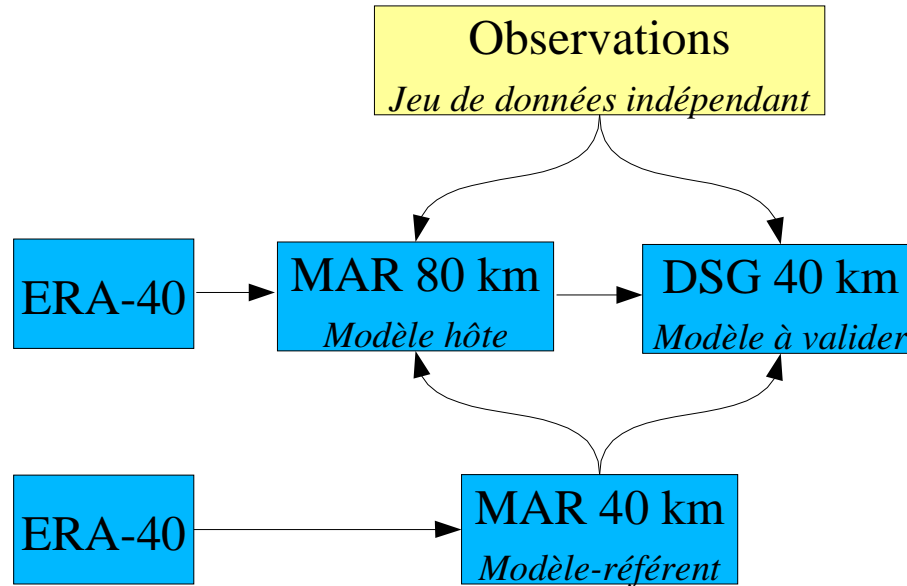 Observations
Jeu de données indépendant
ERA-40
MAR 80 km
Modèle hôte
DSG 40 km
Modèle à valider
ERA-40
MAR 40 km
Modèle-référent